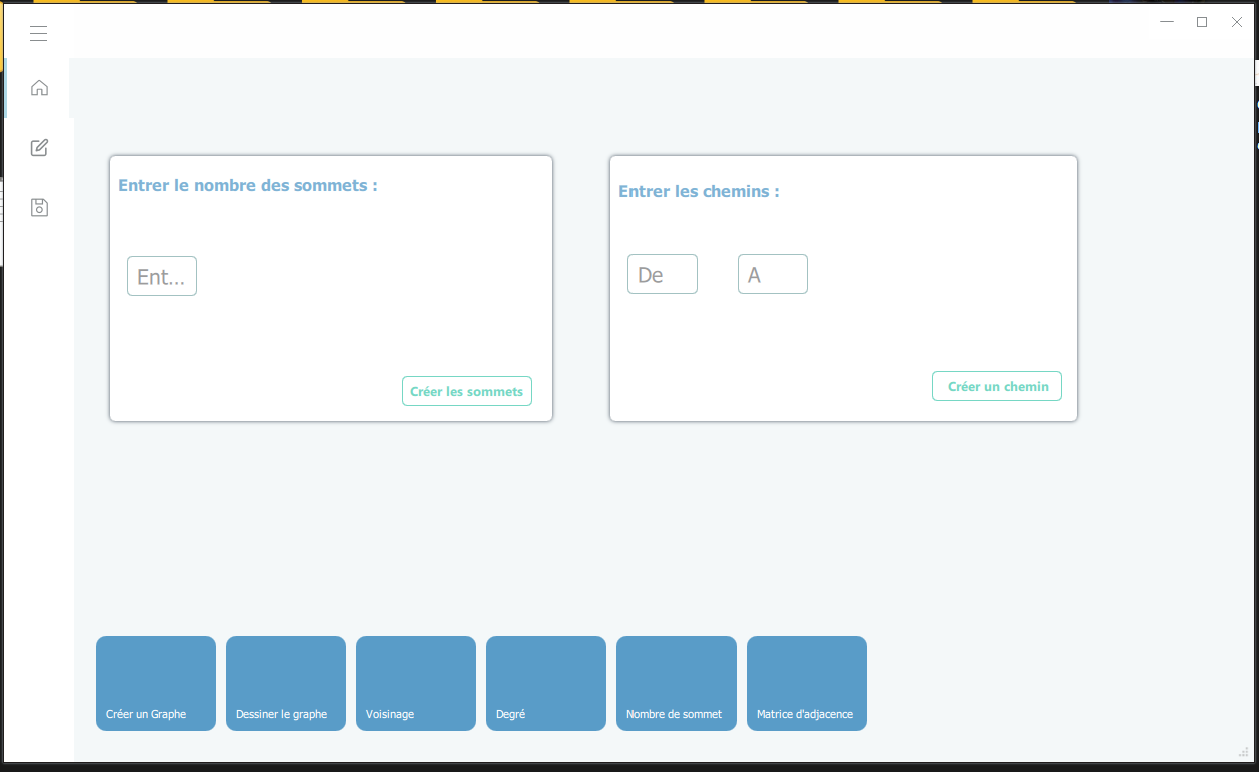 Entrer le nombre des sommets :
Ent...
Créer les sommets
Entrer les chemins :
De
A
Créer un chemin
Créer un Graphe
Dessiner le graphe
Voisinage
Degré
Nombre de sommet
Matrice d'adjacence